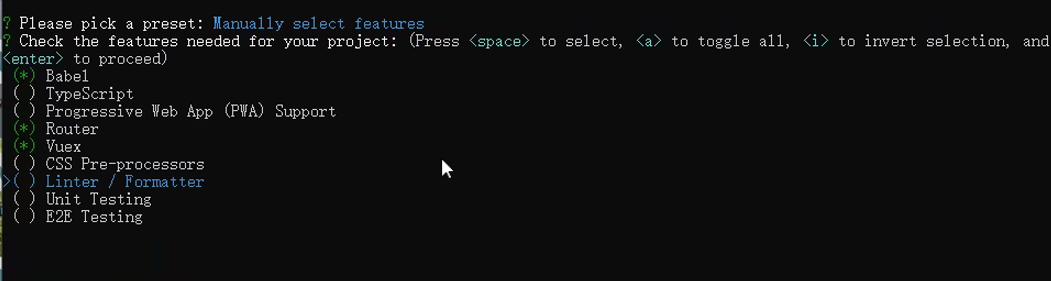 ? Please pick a preset: Manually select features
? Check the features needed for your project: (Press <space> to select, <a> to toggle all, <i> to invert selection, and
<enter> to proceed)
(*) Babel
( ) TypeScript
( ) Progressive Web App (PWA) Support
(*) Router
(*) Vuex
( ) CSS Pre-processors
>( ) Linter / Formatter
( ) Unit Testing
( ) E2E Testing